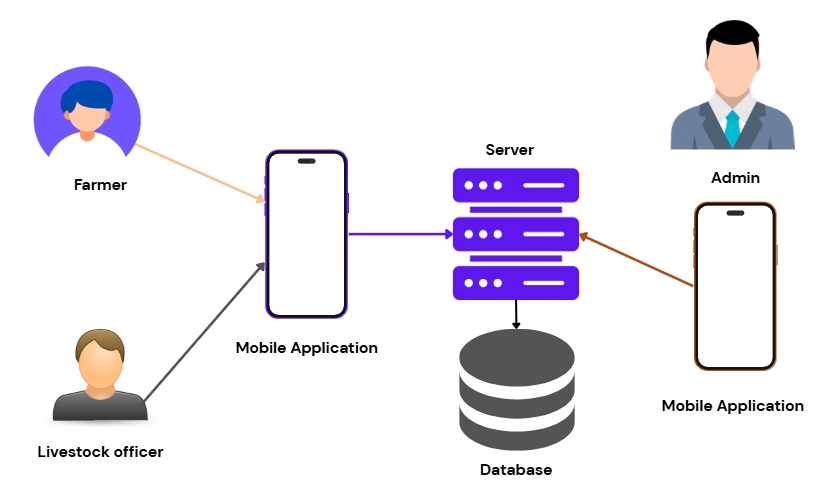 Server
Admin
Farmer
Mobile Application
Mobile Application
Livestock officer
Database